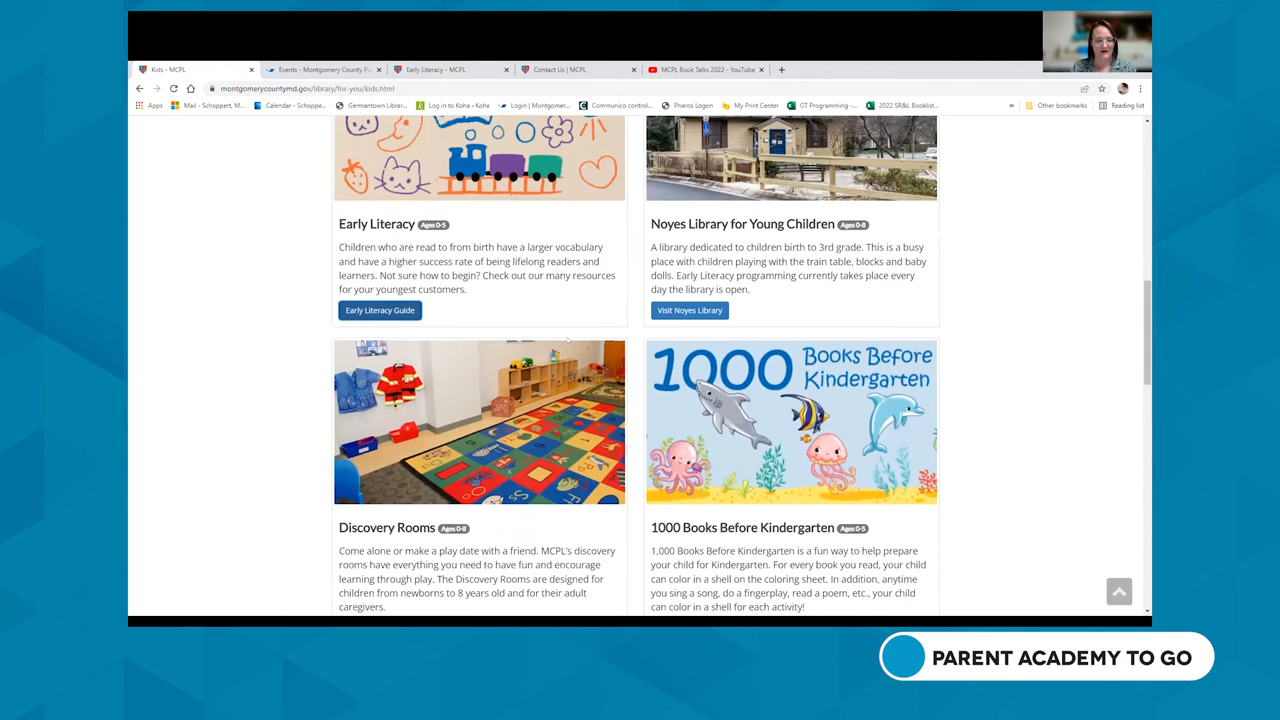 Kids - MCPL
Events - Montgomery County Pu
Early Literacy - MCPL
Contact Us | MCPL
MCPL Book Talks 2022 - YouTube
montgomerycountymd.gov/library/for-you/kids.html
Apps
Mail - Schoppert, M...
Calendar - Schoppe...
Germantown Librar...
Log in to Koha ‹ Koha
Login | Montgomer...
Communico control...
Pharos Logon
My Print Center
GT Programming -...
2022 SR&L Booklist...
»
Other bookmarks
Reading list
Early Literacy Ages 0-5
Children who are read to from birth have a larger vocabulary
and have a higher success rate of being lifelong readers and
learners. Not sure how to begin? Check out our many resources
for your youngest customers.
Early Literacy Guide
Noyes Library for Young Children Ages 0-8
A library dedicated to children birth to 3rd grade. This is a busy
place with children playing with the train table, blocks and baby
dolls. Early Literacy programming currently takes place every
day the library is open.
Visit Noyes Library
Discovery Rooms Ages 0-8
Come alone or make a play date with a friend. MCPL's discovery
rooms have everything you need to have fun and encourage
learning through play. The Discovery Rooms are designed for
children from newborns to 8 years old and for their adult
caregivers.
1000 Books Before
Kindergarten
1000 Books Before Kindergarten Ages 0-5
1,000 Books Before Kindergarten is a fun way to help prepare
your child for Kindergarten. For every book you read, your child
can color in a shell on the coloring sheet. In addition, anytime
you sing a song, do a fingerplay, read a poem, etc., your child
can color in a shell for each activity!
PARENT ACADEMY TO GO